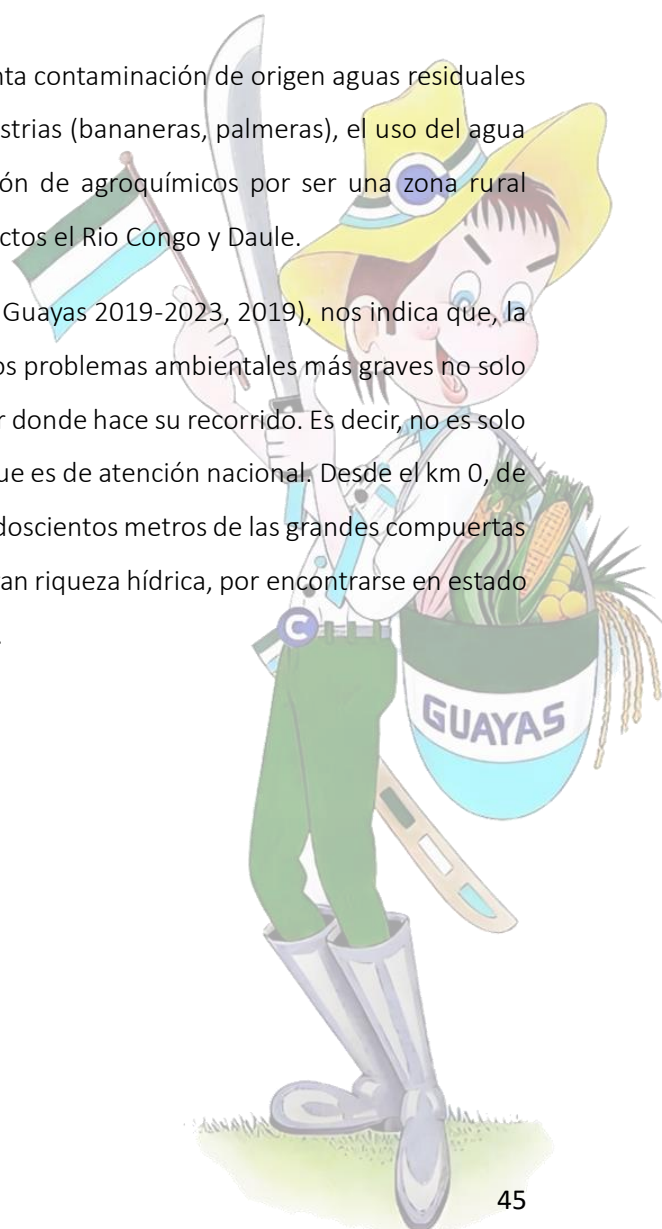 nta contaminación de origen aguas residuales
strias (bananeras, palmeras), el uso del agua
ón de agroquímicos por ser una zona rural
ctos el Rio Congo y Daule.
Guayas 2019-2023, 2019), nos indica que, la
os problemas ambientales más graves no solo
r donde hace su recorrido. Es decir, no es solo
ue es de atención nacional. Desde el km 0, de
doscientos metros de las grandes compuertas
an riqueza hídrica, por encontrarse en estado
.
C
GUAYAS
45